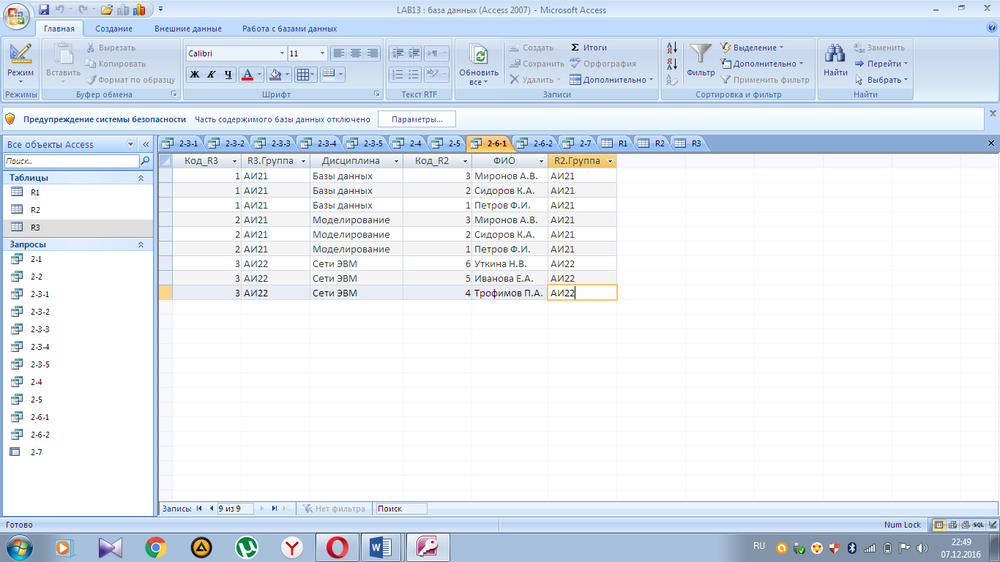 LAB13 : база данных (Access 2007) - Microsoft Access
Главная Создание Внешние данные Работа с базами данных
Режим
Режимы
Вставить
Вырезать
Копировать
Формат по образцу
Буфер обмена
Calibri 11
Ж К Ч А
Шрифт
Текст RTF
Обновить все
Создать
Сохранить
Удалить
Σ Итоги
Орфография
Дополнительно
Записи
Фильтр
Выделение
Дополнительно
Применить фильтр
Сортировка и фильтр
Найти
Заменить
Перейти
Выбрать
Найти
Предупреждение системы безопасности Часть содержимого базы данных отключено Параметры...
Все объекты Access
Поиск...
Таблицы
R1
R2
R3
Запросы
2-1
2-2
2-3-1
2-3-2
2-3-3
2-3-4
2-3-5
2-4
2-5
2-6-1
2-6-2
2-7
2-3-1 2-3-2 2-3-3 2-3-4 2-3-5 2-4 2-5 2-6-1 2-6-2 2-7 R1 R2 R3
Код_R3 R3.Группа Дисциплина Код_R2 ФИО R2.Группа
1 АИ21 Базы данных 3 Миронов А.В. АИ21
1 АИ21 Базы данных 2 Сидоров К.А. АИ21
1 АИ21 Базы данных 1 Петров Ф.И. АИ21
2 АИ21 Моделирование 3 Миронов А.В. АИ21
2 АИ21 Моделирование 2 Сидоров К.А. АИ21
2 АИ21 Моделирование 1 Петров Ф.И. АИ21
3 АИ22 Сети ЭВМ 6 Уткина Н.В. АИ22
3 АИ22 Сети ЭВМ 5 Иванова Е.А. АИ22
3 АИ22 Сети ЭВМ 4 Трофимов П.А. АИ22
Запись: 9 из 9 Нет фильтра Поиск
Готово Num Lock SQL
RU 22:49
07.12.2016